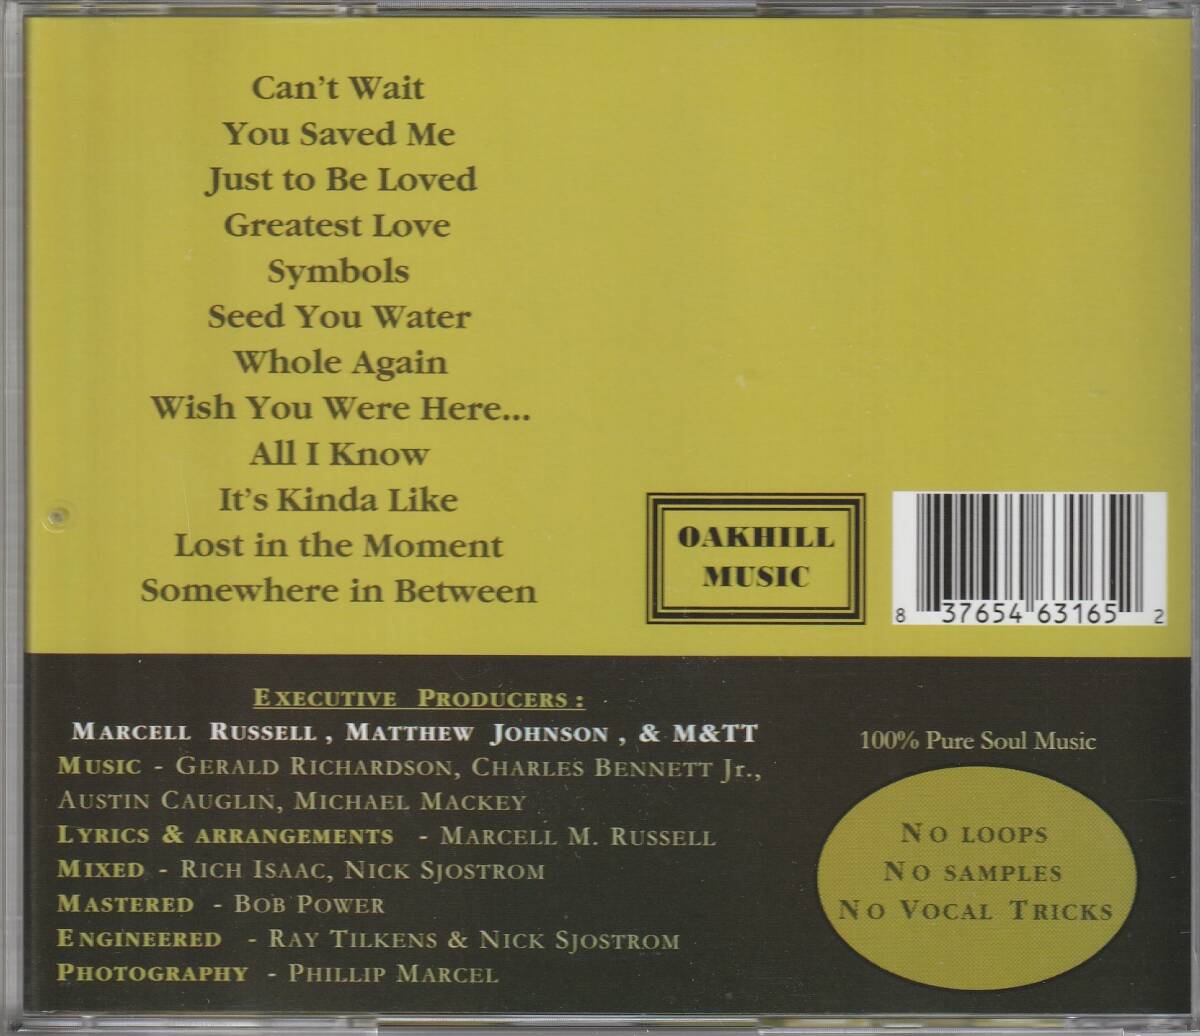 Can't Wait
You Saved Me
Just to Be Loved
Greatest Love
Symbols
Seed You Water
Whole Again
Wish You Were Here...
All I Know
It's Kinda Like
Lost in the Moment
Somewhere in Between
OAKHILL
MUSIC
8 37654 63165 2
EXECUTIVE PRODUCERS:
MARCELL RUSSELL, MATTHEW JOHNSON, & M&TT
MUSIC - GERALD RICHARDSON, CHARLES BENNETT Jr.,
AUSTIN CAUGLIN, MICHAEL MACKEY
LYRICS & ARRANGEMENTS - MARCELL M. RUSSELL
MIXED - RICH ISAAC, NICK SJOSTROM
MASTERED - BOB POWER
ENGINEERED - RAY TILKENS & NICK SJOSTROM
PHOTOGRAPHY - PHILLIP MARCEL
100% Pure Soul Music
NO LOOPS
NO SAMPLES
NO VOCAL TRICKS